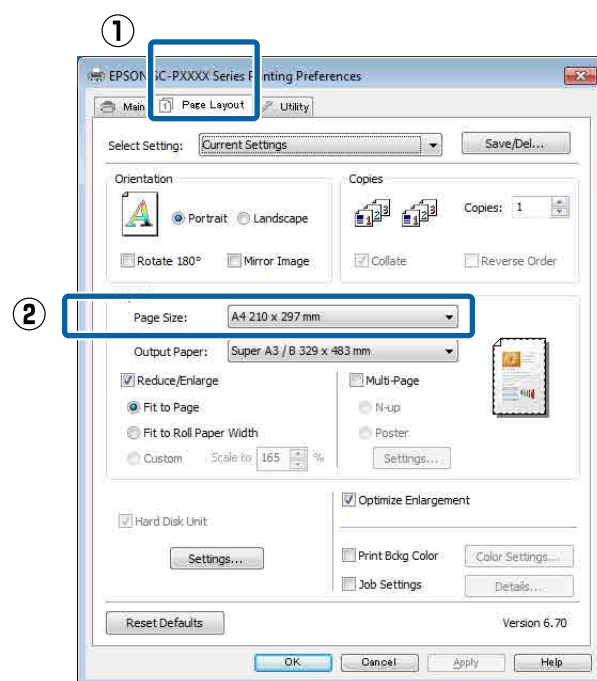 1
EPSON SC-PXXXX Series Printing Preferences
Main Page Layout Utility
Select Setting: Current Settings Save/Del...
Orientation Copies
Portrait Landscape Copies: 1
Rotate 180° Mirror Image Collate Reverse Order
2
Page Size: A4 210 x 297 mm
Output Paper: Super A3 / B 329 x 483 mm
Reduce/Enlarge Multi-Page
Fit to Page N-up
Fit to Roll Paper Width Poster
Custom Scale to 165 % Settings...
Optimize Enlargement
Hard Disk Unit
Settings... Print Bckg Color Color Settings...
Job Settings Details...
Reset Defaults Version 6.70
OK Cancel Apply Help